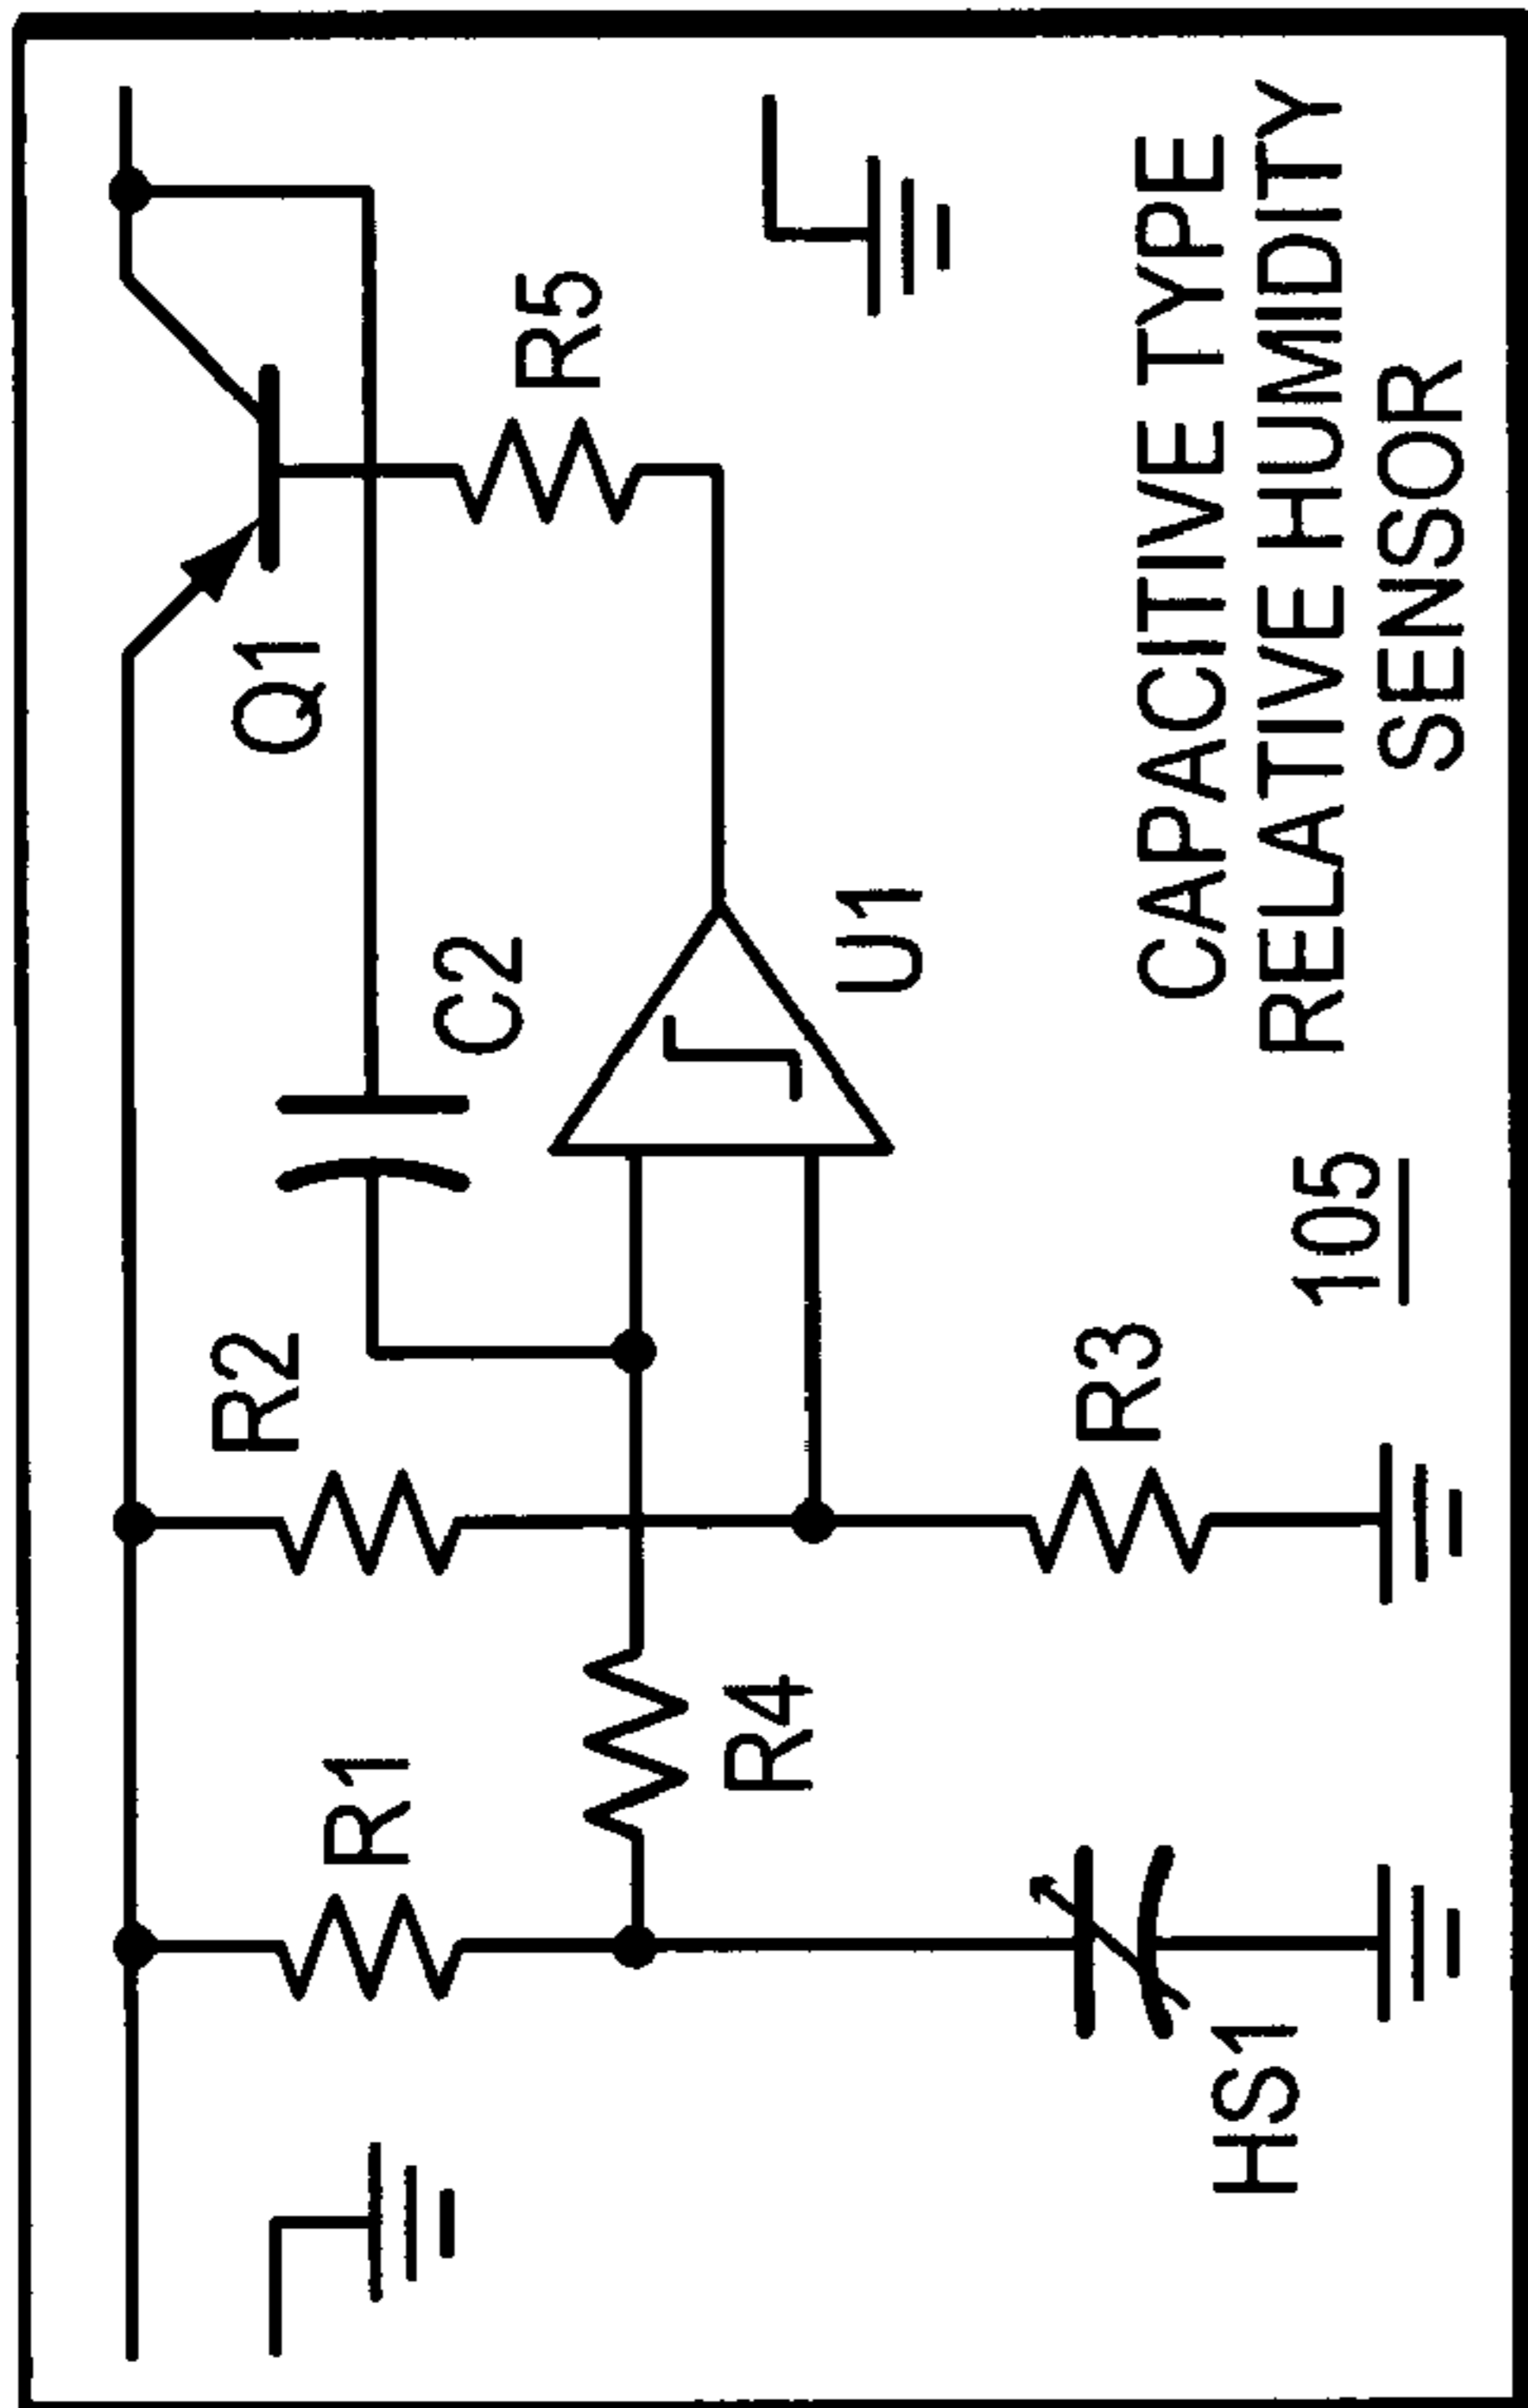 R1
R2
Q1
C2
R5
R4
U1
HS1
R3
105
CAPACITIVE TYPE
RELATIVE HUMIDITY
SENSOR